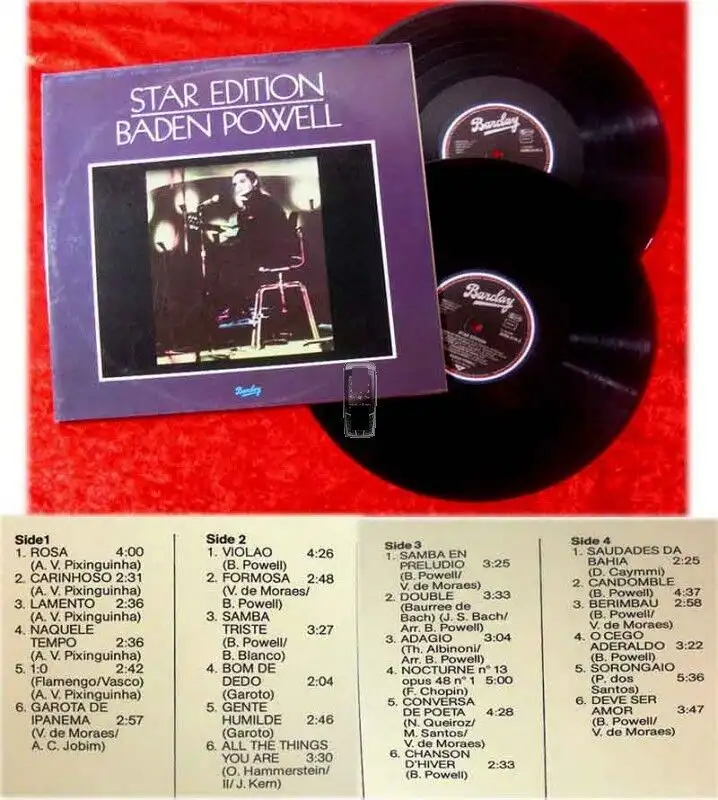 STAR EDITION
BADEN POWELL
Barclay
Barclay
Barclay
STAR EDITION
Side1
1. ROSA 4:00
(A. V. Pixinguinha)
2. CARINHOSO 2:31
(A. V. Pixinguinha)
3. LAMENTO 2:36
(A. V. Pixinguinha)
4. NAQUELE
TEMPO 2:36
(A. V. Pixinguinha)
5. 1:0 2:42
(Flamengo/Vasco)
(A. V. Pixinguinha)
6. GAROTA DE
IPANEMA 2:57
(V. de Moraes/
A. C. Jobim)
Side 2
1. VIOLAO 4:26
(B. Powell)
2. FORMOSA 2:48
(V. de Moraes/
B. Powell)
3. SAMBA
TRISTE 3:27
(B. Powell/
B. Blanco)
4. BOM DE
DEDO 2:04
(Garoto)
5. GENTE
HUMILDE 2:46
(Garoto)
6. ALL THE THINGS
YOU ARE 3:30
(O. Hammerstein/
II/ J. Kern)
Side 3
1. SAMBA EN
PRELUDIO 3:25
(B. Powell/
V. de Moraes)
2. DOUBLE 3:33
(Baurree de
Bach) (J. S. Bach/
Arr. B. Powell)
3. ADAGIO 3:04
(Th. Albinoni/
Arr. B. Powell)
4. NOCTURNE n° 13
opus 48 n° 1 5:00
(F. Chopin)
5. CONVERSA
DE POETA 4:28
(N. Queiroz/
M. Santos/
V. de Moraes)
6. CHANSON
D'HIVER 2:33
(B. Powell)
Side 4
1. SAUDADES DA
BAHIA 2:25
(D. Caymmi)
2. CANDOMBLE
(B. Powell) 4:37
3. BERIMBAU 2:58
(B. Powell/
V. de Moraes)
4. O CEGO
ADERALDO 3:22
(B. Powell)
5. SORONGAIO
(P. dos 5:36
Santos)
6. DEVE SER
AMOR 3:47
(B. Powell/
V. de Moraes)